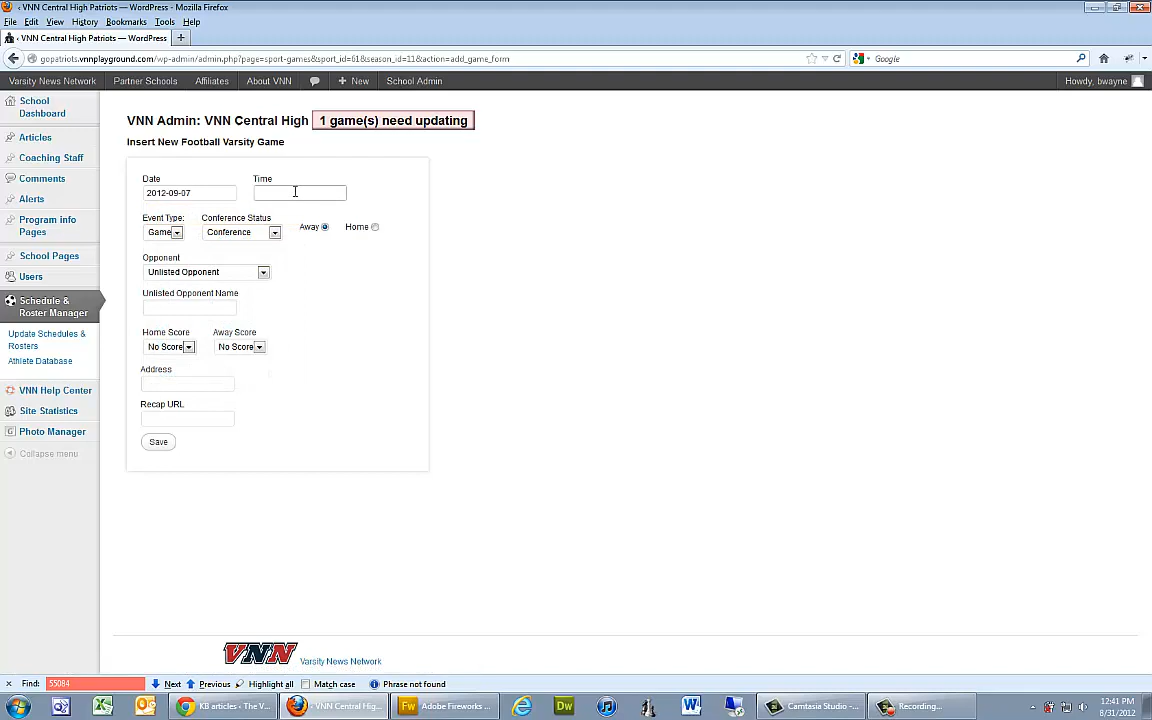 ‹ VNN Central High Patriots — WordPress - Mozilla Firefox
File Edit View History Bookmarks Tools Help
‹ VNN Central High Patriots — WordPress +
gopatriots.vnnplayground.com/wp-admin/admin.php?page=sport-games&sport_id=61&season_id=11&action=add_game_form Google
Varsity News Network Partner Schools Affiliates About VNN + New School Admin Howdy, bwayne
School
Dashboard
Articles
Coaching Staff
Comments
Alerts
Program info
Pages
School Pages
Users
Schedule &
Roster Manager
Update Schedules &
Rosters
Athlete Database
VNN Help Center
Site Statistics
Photo Manager
Collapse menu
VNN Admin: VNN Central High 1 game(s) need updating
Insert New Football Varsity Game
Date Time
2012-09-07
Event Type: Conference Status Away Home
Game Conference
Opponent
Unlisted Opponent
Unlisted Opponent Name
Home Score Away Score
No Score No Score
Address
Recap URL
Save
VNN Varsity News Network
× Find: 55084 Next Previous Highlight all Match case Phrase not found
KB articles ‹ The V... ‹ VNN Central Hig... Fw Adobe Fireworks ... Dw Camtasia Studio -... Recording...
12:41 PM
8/31/2012